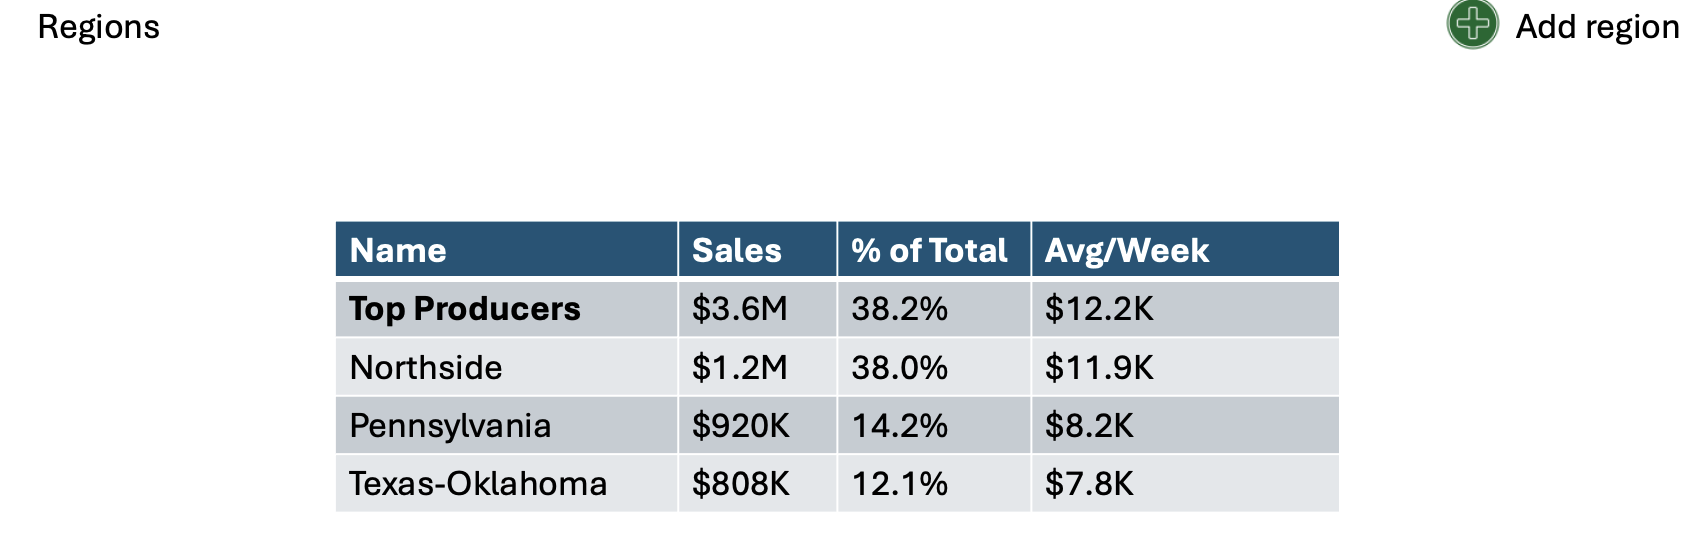 Regions
Add region
Name Sales % of Total Avg/Week
Top Producers $3.6M 38.2% $12.2K
Northside $1.2M 38.0% $11.9K
Pennsylvania $920K 14.2% $8.2K
Texas-Oklahoma $808K 12.1% $7.8K